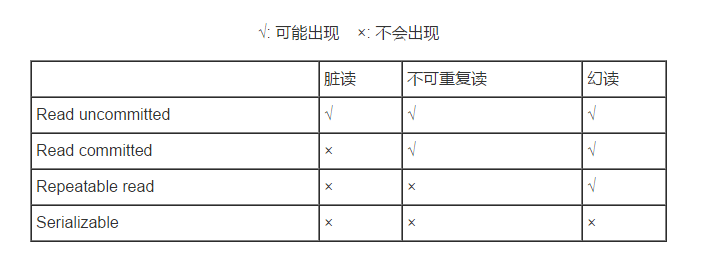 √: 可能出现 ×: 不会出现
脏读 不可重复读 幻读
Read uncommitted √ √ √
Read committed × √ √
Repeatable read × × √
Serializable × × ×